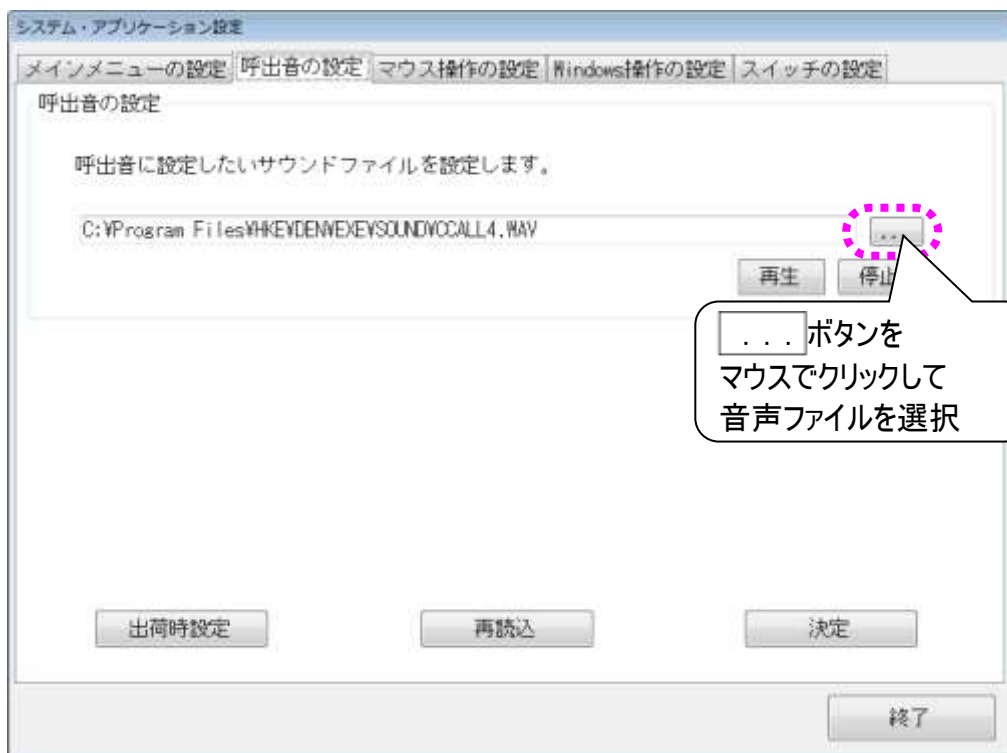 システム・アプリケーション設定
メインメニューの設定 呼出音の設定 マウス操作の設定 Windows操作の設定 スイッチの設定
呼出音の設定
呼出音に設定したいサウンドファイルを設定します。
C:¥Program Files¥HKE¥DEN¥EXE¥SOUND¥CCALL4.WAV
...
再生 停止
...ボタンを
マウスでクリックして
音声ファイルを選択
出荷時設定 再読込 決定
終了